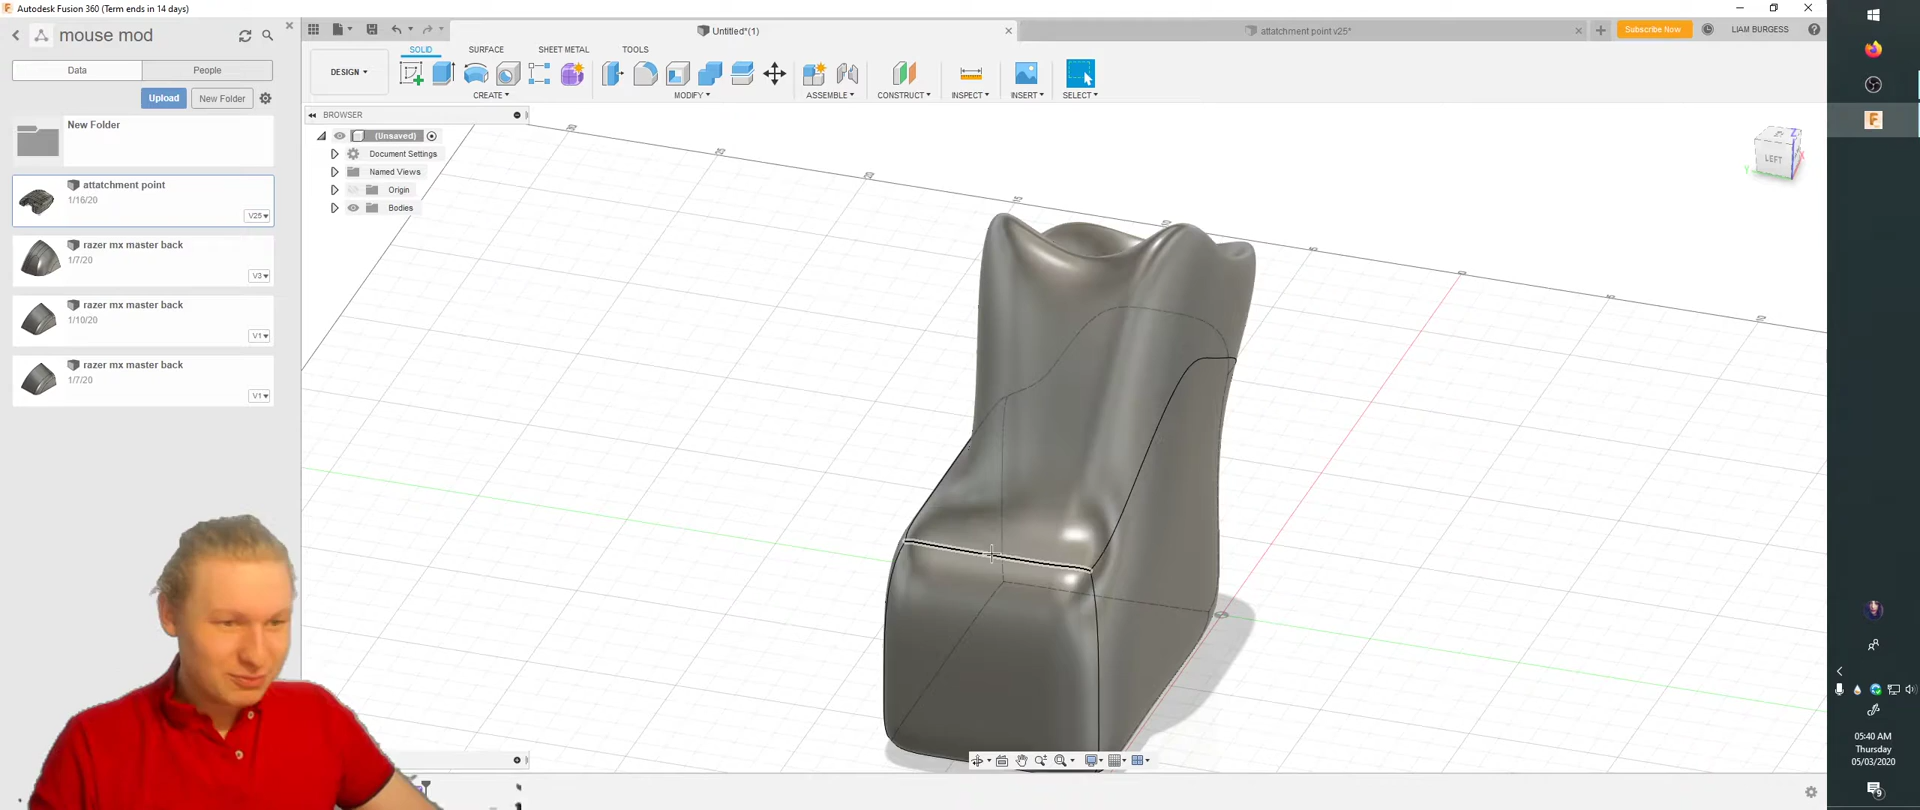 Autodesk Fusion 360 (Term ends in 14 days)
mouse mod
Data
People
Upload
New Folder
New Folder
attatchment point
1/16/20
V25
razer mx master back
1/7/20
V3
razer mx master back
1/10/20
V1
razer mx master back
1/7/20
V1
Untitled*(1)
attatchment point v25*
Subscribe Now
LIAM BURGESS
DESIGN
SOLID
SURFACE
SHEET METAL
TOOLS
CREATE
MODIFY
ASSEMBLE
CONSTRUCT
INSPECT
INSERT
SELECT
BROWSER
(Unsaved)
Document Settings
Named Views
Origin
Bodies
LEFT
Z
X
Y
05:40 AM
Thursday
05/03/2020
9